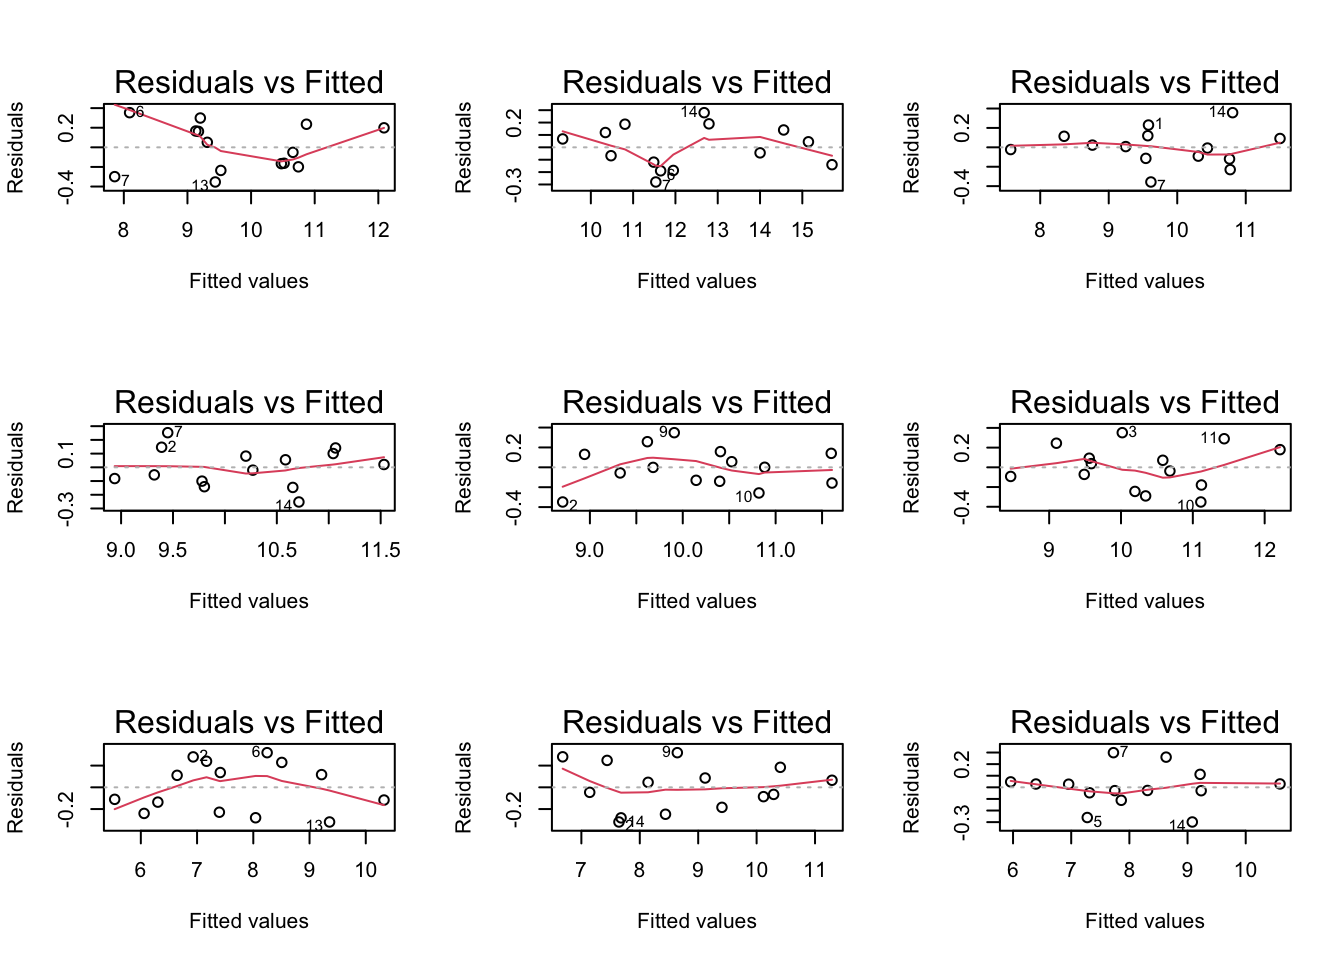 Residuals vs Fitted
Residuals
0.2
-0.4
6
7
13
8 9 10 11 12
Fitted values
Residuals vs Fitted
Residuals
0.2
-0.3
14
6
7
10 11 12 13 14 15
Fitted values
Residuals vs Fitted
Residuals
0.2
-0.4
14
1
7
8 9 10 11
Fitted values
Residuals vs Fitted
Residuals
0.1
-0.3
7
2
14
9.0 9.5 10.5 11.5
Fitted values
Residuals vs Fitted
Residuals
0.2
-0.4
9
10
2
9.0 10.0 11.0
Fitted values
Residuals vs Fitted
Residuals
0.2
-0.4
3
11
10
9 10 11 12
Fitted values
Residuals vs Fitted
Residuals
-0.2
2
6
13
6 7 8 9 10
Fitted values
Residuals vs Fitted
Residuals
-0.2
9
14
2
7 8 9 10 11
Fitted values
Residuals vs Fitted
Residuals
0.2
-0.3
7
5
14
6 7 8 9 10
Fitted values